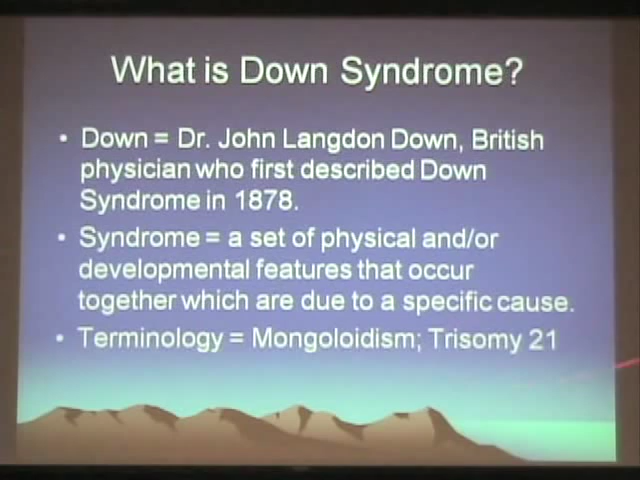 What is Down Syndrome?
• Down = Dr. John Langdon Down, British
physician who first described Down
Syndrome in 1878.
• Syndrome = a set of physical and/or
developmental features that occur
together which are due to a specific cause.
• Terminology = Mongoloidism; Trisomy 21